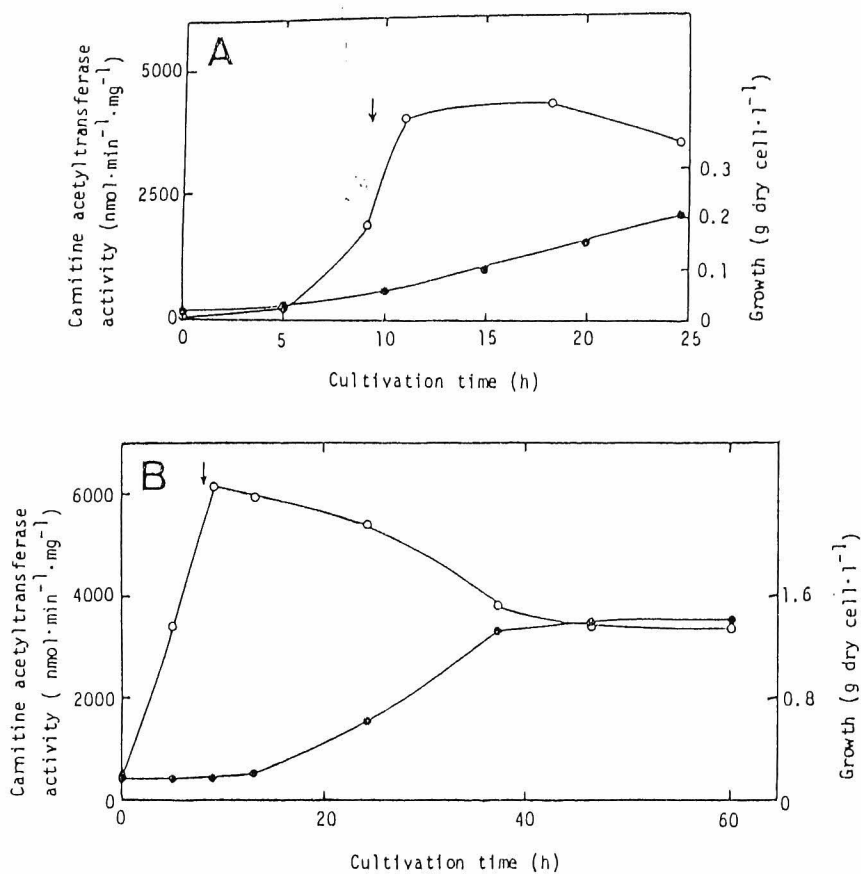 A
Carnitine acetyltransferase
activity (nmol·min⁻¹·mg⁻¹)
5000
2500
0
Growth (g dry cell·l⁻¹)
0.3
0.2
0.1
0
0 5 10 15 20 25
Cultivation time (h)
B
Carnitine acetyltransferase
activity ( nmol·min⁻¹·mg⁻¹)
6000
4000
2000
0
Growth (g dry cell·l⁻¹)
1.6
0.8
0
0 20 40 60
Cultivation time (h)